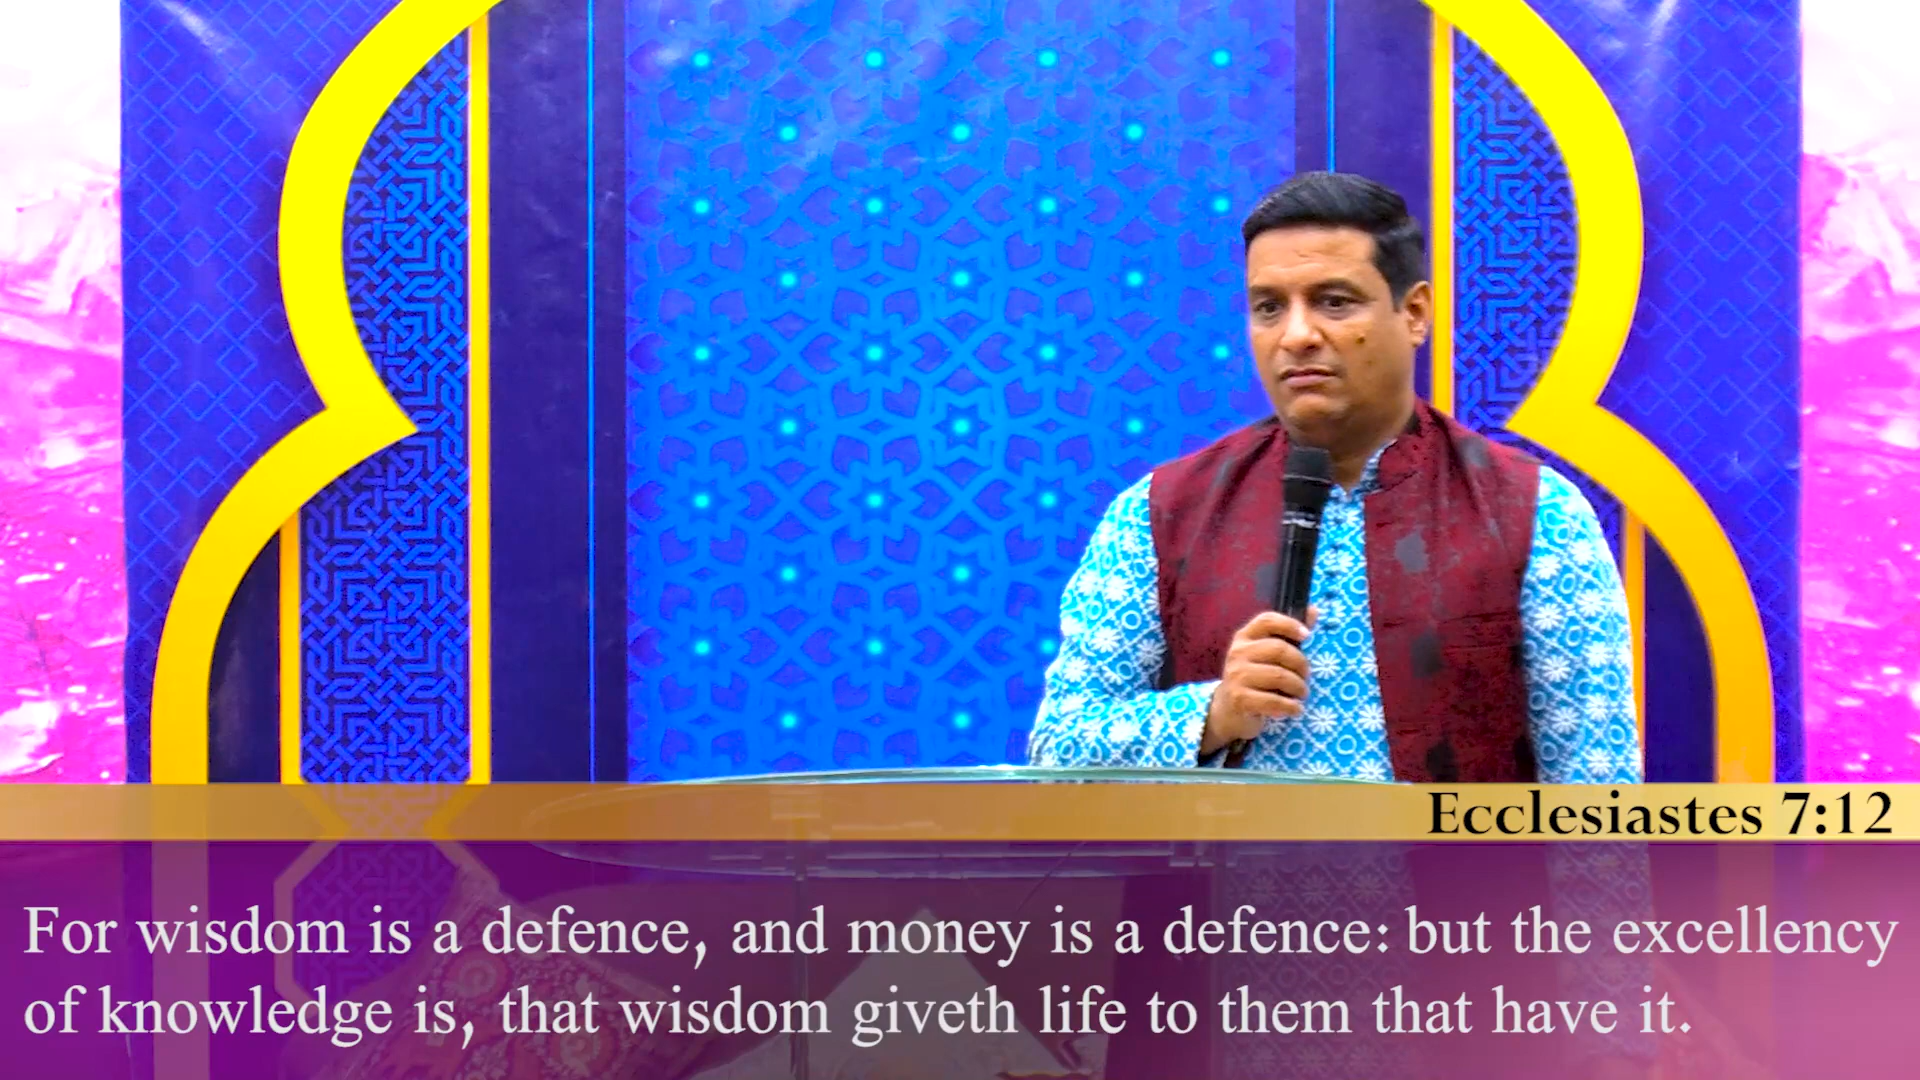 Ecclesiastes 7:12
For wisdom is a defence, and money is a defence: but the excellency
of knowledge is, that wisdom giveth life to them that have it.